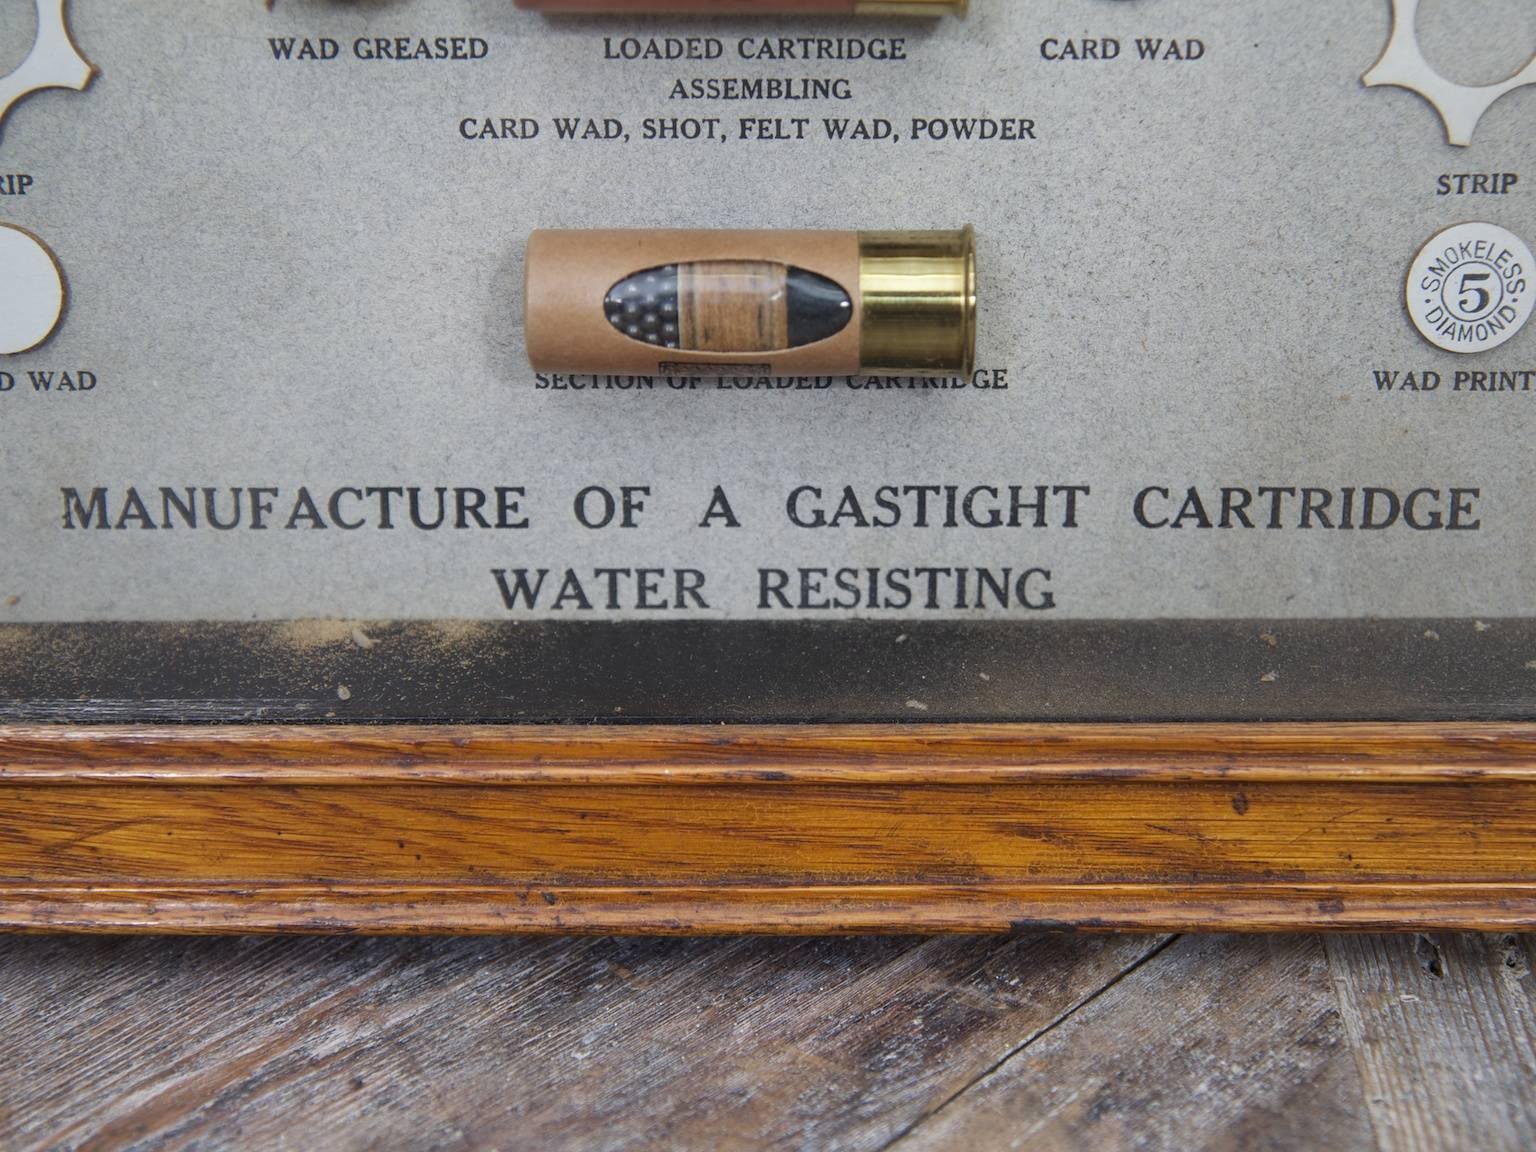 WAD GREASED
LOADED CARTRIDGE
CARD WAD
ASSEMBLING
CARD WAD, SHOT, FELT WAD, POWDER
RIP
STRIP
SMOKELESS
5
DIAMOND
D WAD
SECTION OF LOADED CARTRIDGE
WAD PRINT
MANUFACTURE OF A GASTIGHT CARTRIDGE
WATER RESISTING